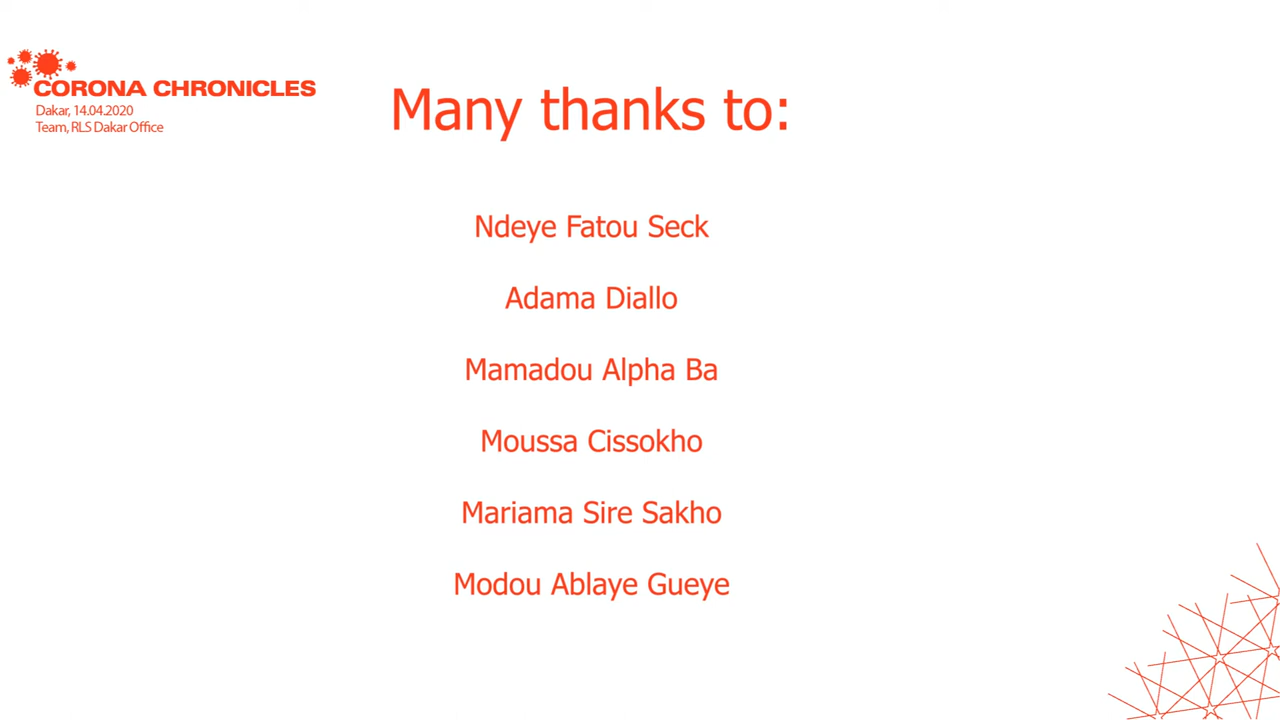 CORONA CHRONICLES
Dakar, 14.04.2020
Team, RLS Dakar Office
Many thanks to:
Ndeye Fatou Seck
Adama Diallo
Mamadou Alpha Ba
Moussa Cissokho
Mariama Sire Sakho
Modou Ablaye Gueye